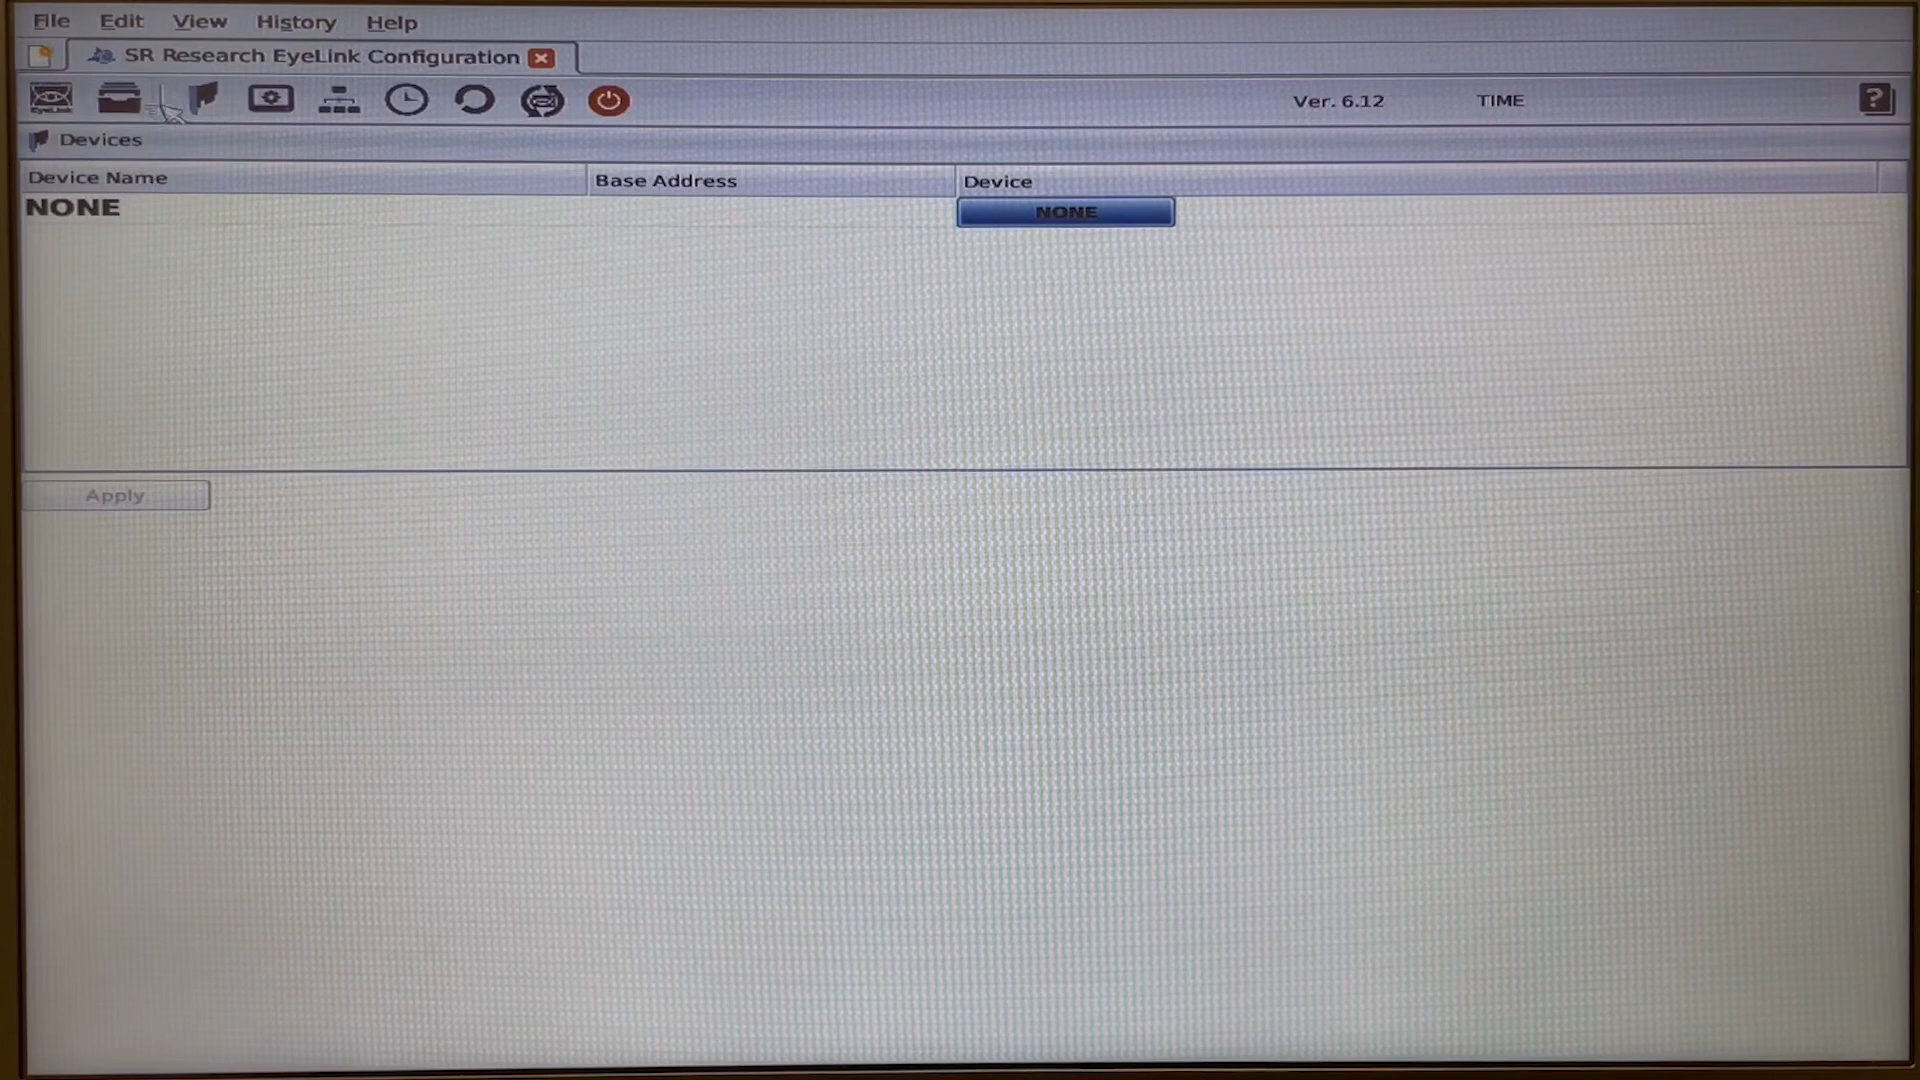 File Edit View History Help
SR Research EyeLink Configuration
EyeLink
Ver. 6.12 TIME
?
Devices
Device Name Base Address Device
NONE NONE
Apply